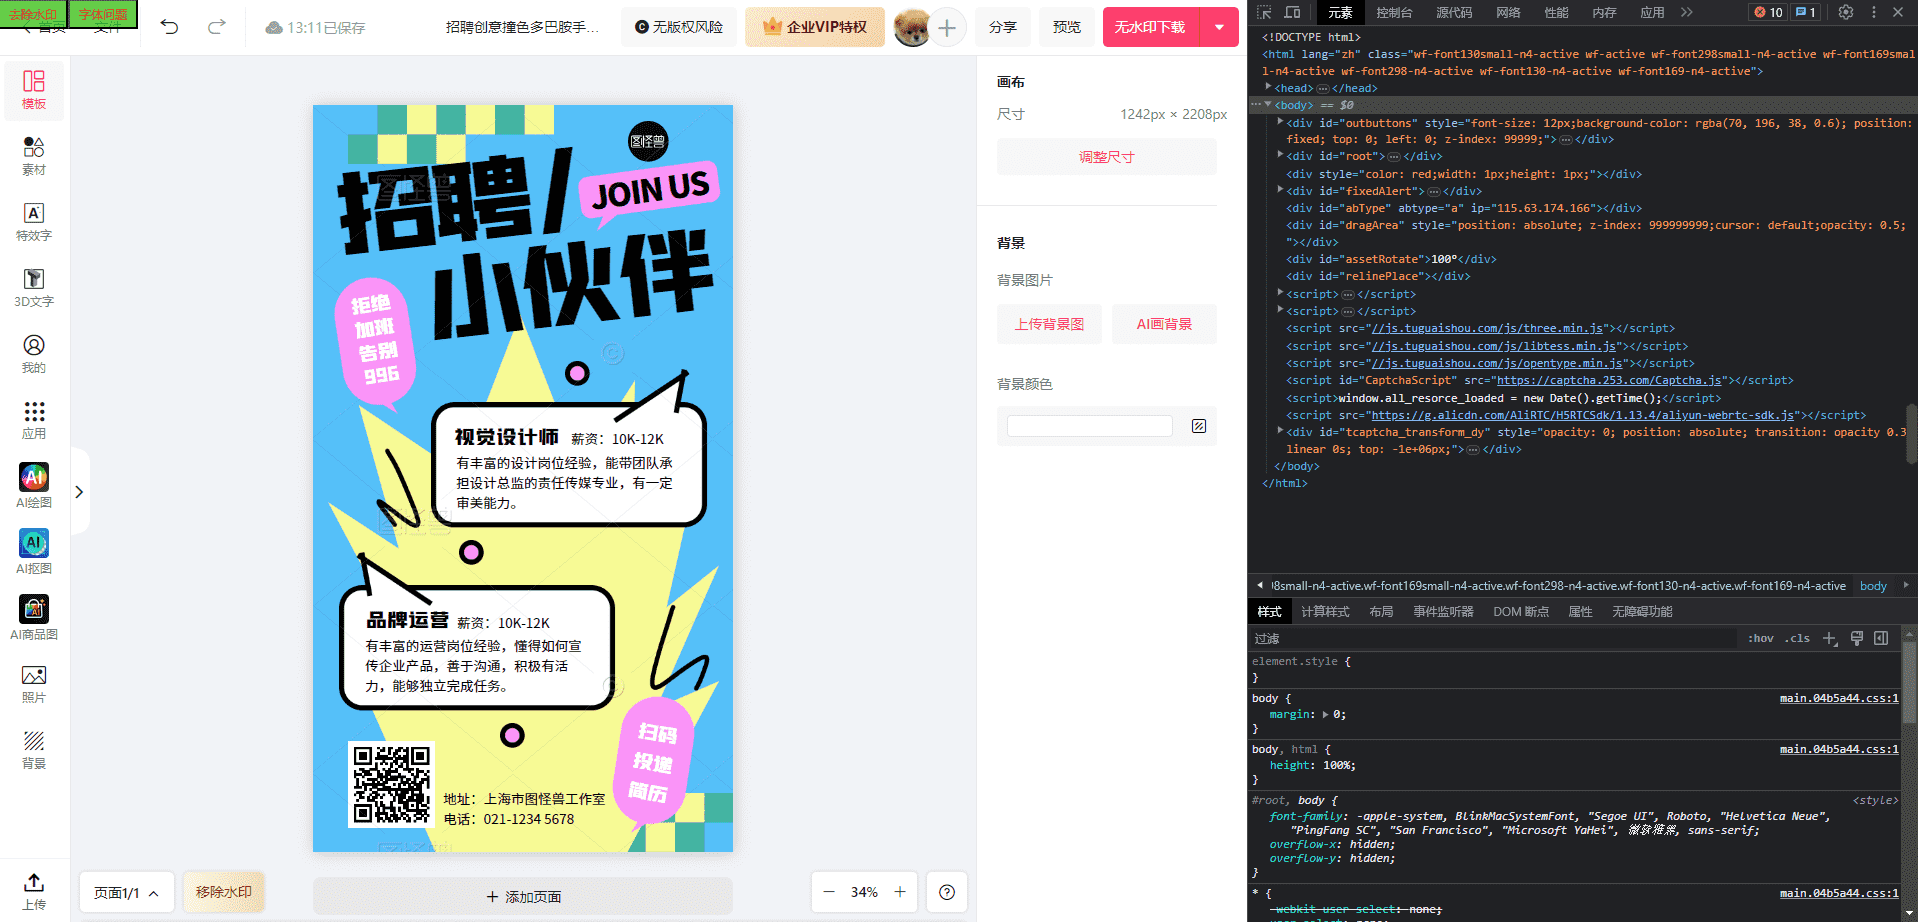 去除水印 字体问题
首页 文件
13:11已保存
招聘创意撞色多巴胺手...
无版权风险
企业VIP特权
分享
预览
无水印下载
模板
素材
特效字
3D文字
我的
应用
AI绘图
AI抠图
AI商品图
照片
背景
上传
图怪兽
招聘/
JOIN US
小伙伴
拒绝
加班
告别
996
视觉设计师 薪资：10K-12K
有丰富的设计岗位经验，能带团队承
担设计总监的责任传媒专业，有一定
审美能力。
品牌运营 薪资：10K-12K
有丰富的运营岗位经验，懂得如何宣
传企业产品，善于沟通，积极有活
力，能够独立完成任务。
扫码
投递
简历
地址：上海市图怪兽工作室
电话：021-1234 5678
页面1/1
移除水印
+ 添加页面
34%
画布
尺寸 1242px × 2208px
调整尺寸
背景
背景图片
上传背景图 AI画背景
背景颜色
元素 控制台 源代码 网络 性能 内存 应用 10 1
<!DOCTYPE html>
<html lang="zh" class="wf-font130small-n4-active wf-active wf-font298small-n4-active wf-font169smal
l-n4-active wf-font298-n4-active wf-font130-n4-active wf-font169-n4-active">
<head>…</head>
<body> == $0
<div id="outbuttons" style="font-size: 12px;background-color: rgba(70, 196, 38, 0.6); position:
fixed; top: 0; left: 0; z-index: 99999;">…</div>
<div id="root">…</div>
<div style="color: red;width: 1px;height: 1px;"></div>
<div id="fixedAlert">…</div>
<div id="abType" abtype="a" ip="115.63.174.166"></div>
<div id="dragArea" style="position: absolute; z-index: 999999999;cursor: default;opacity: 0.5;
"></div>
<div id="assetRotate">100°</div>
<div id="relinePlace"></div>
<script>…</script>
<script>…</script>
<script src="//js.tuguaishou.com/js/three.min.js"></script>
<script src="//js.tuguaishou.com/js/libtess.min.js"></script>
<script src="//js.tuguaishou.com/js/opentype.min.js"></script>
<script id="CaptchaScript" src="https://captcha.253.com/Captcha.js"></script>
<script>window.all_resorce_loaded = new Date().getTime();</script>
<script src="https://g.alicdn.com/AliRTC/H5RTCSdk/1.13.4/aliyun-webrtc-sdk.js"></script>
<div id="tcaptcha_transform_dy" style="opacity: 0; position: absolute; transition: opacity 0.3
linear 0s; top: -1e+06px;">…</div>
</body>
</html>
8small-n4-active.wf-font169small-n4-active.wf-font298-n4-active.wf-font130-n4-active.wf-font169-n4-active body
样式 计算样式 布局 事件监听器 DOM 断点 属性 无障碍功能
过滤 :hov .cls
element.style {
}
body { main.04b5a44.css:1
margin: 0;
}
body, html { main.04b5a44.css:1
height: 100%;
}
#root, body { <style>
font-family: -apple-system, BlinkMacSystemFont, "Segoe UI", Roboto, "Helvetica Neue",
"PingFang SC", "San Francisco", "Microsoft YaHei", 微软雅黑, sans-serif;
overflow-x: hidden;
overflow-y: hidden;
}
* { main.04b5a44.css:1
-webkit-user-select: none;
user-select: none;